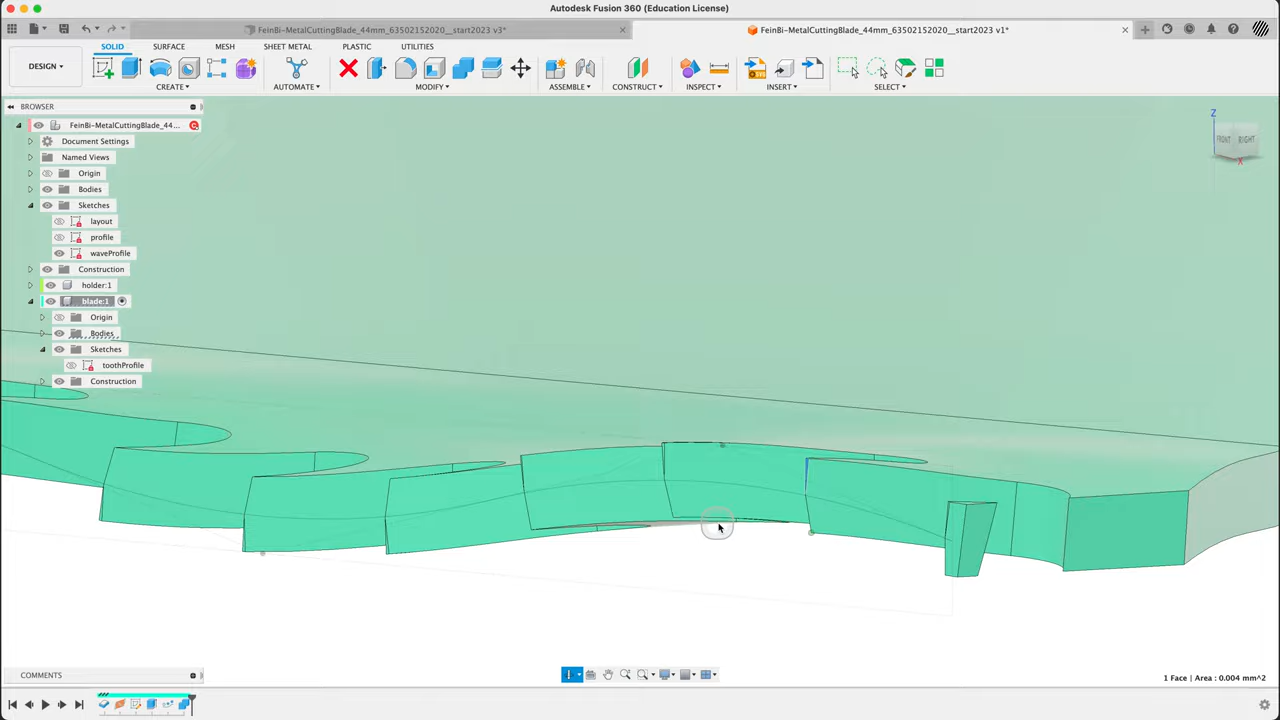 Autodesk Fusion 360 (Education License)
FeinBi-MetalCuttingBlade_44mm_63502152020__start2023 v3*
FeinBi-MetalCuttingBlade_44mm_63502152020__start2023 v1*
SOLID SURFACE MESH SHEET METAL PLASTIC UTILITIES
DESIGN
CREATE AUTOMATE MODIFY ASSEMBLE CONSTRUCT INSPECT INSERT SELECT
BROWSER
FeinBi-MetalCuttingBlade_44...
Document Settings
Named Views
Origin
Bodies
Sketches
layout
profile
waveProfile
Construction
holder:1
blade:1
Origin
Bodies
Sketches
toothProfile
Construction
Z
FRONT RIGHT
X
COMMENTS
1 Face | Area : 0.004 mm^2